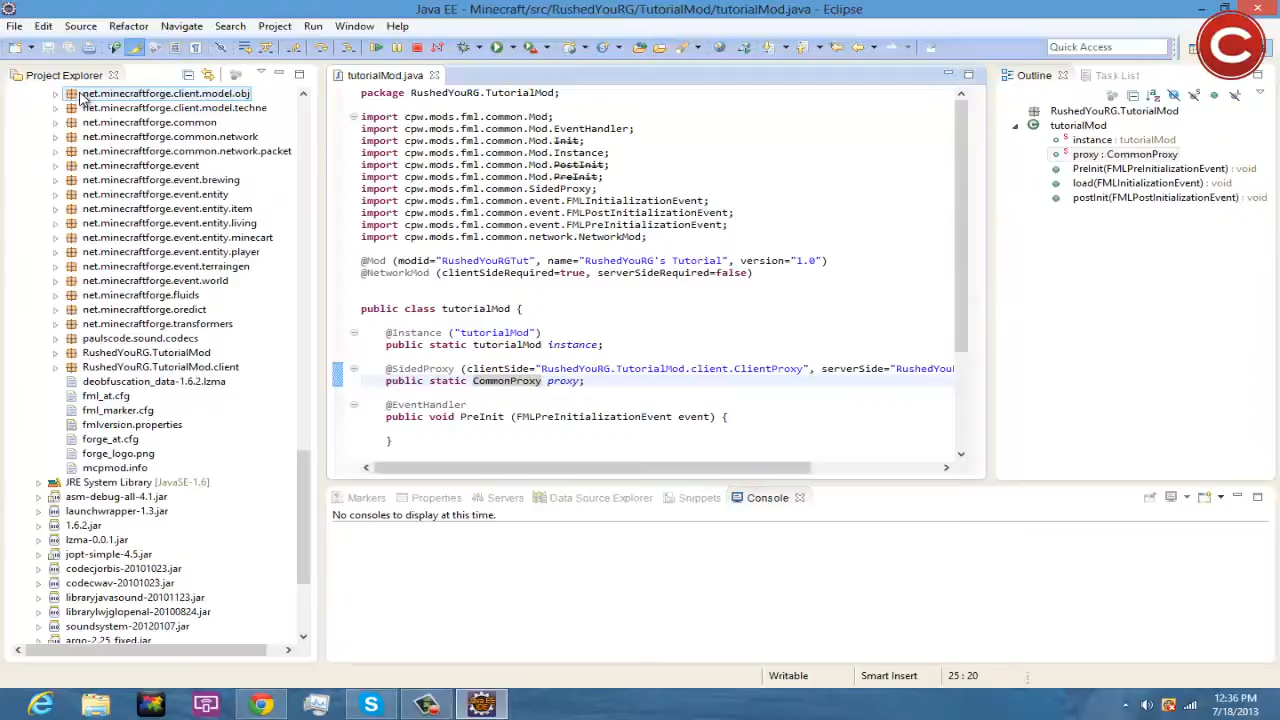 Java EE - Minecraft/src/RushedYouRG/TutorialMod/tutorialMod.java - Eclipse
File Edit Source Refactor Navigate Search Project Run Window Help
Quick Access
C
Project Explorer
net.minecraftforge.client.model.obj
net.minecraftforge.client.model.techne
net.minecraftforge.common
net.minecraftforge.common.network
net.minecraftforge.common.network.packet
net.minecraftforge.event
net.minecraftforge.event.brewing
net.minecraftforge.event.entity
net.minecraftforge.event.entity.item
net.minecraftforge.event.entity.living
net.minecraftforge.event.entity.minecart
net.minecraftforge.event.entity.player
net.minecraftforge.event.terraingen
net.minecraftforge.event.world
net.minecraftforge.fluids
net.minecraftforge.oredict
net.minecraftforge.transformers
paulscode.sound.codecs
RushedYouRG.TutorialMod
RushedYouRG.TutorialMod.client
deobfuscation_data-1.6.2.lzma
fml_at.cfg
fml_marker.cfg
fmlversion.properties
forge_at.cfg
forge_logo.png
mcpmod.info
JRE System Library [JavaSE-1.6]
asm-debug-all-4.1.jar
launchwrapper-1.3.jar
1.6.2.jar
lzma-0.0.1.jar
jopt-simple-4.5.jar
codecjorbis-20101023.jar
codecwav-20101023.jar
libraryjavasound-20101123.jar
librarylwjglopenal-20100824.jar
soundsystem-20120107.jar
argo-2.25_fixed.jar
tutorialMod.java
package RushedYouRG.TutorialMod;
import cpw.mods.fml.common.Mod;
import cpw.mods.fml.common.Mod.EventHandler;
import cpw.mods.fml.common.Mod.Init;
import cpw.mods.fml.common.Mod.Instance;
import cpw.mods.fml.common.Mod.PostInit;
import cpw.mods.fml.common.Mod.PreInit;
import cpw.mods.fml.common.SidedProxy;
import cpw.mods.fml.common.event.FMLInitializationEvent;
import cpw.mods.fml.common.event.FMLPostInitializationEvent;
import cpw.mods.fml.common.event.FMLPreInitializationEvent;
import cpw.mods.fml.common.network.NetworkMod;
@Mod (modid="RushedYouRGTut", name="RushedYouRG's Tutorial", version="1.0")
@NetworkMod (clientSideRequired=true, serverSideRequired=false)
public class tutorialMod {
@Instance ("tutorialMod")
public static tutorialMod instance;
@SidedProxy (clientSide="RushedYouRG.TutorialMod.client.ClientProxy", serverSide="RushedYou
public static CommonProxy proxy;
@EventHandler
public void PreInit (FMLPreInitializationEvent event) {
}
Outline Task List
RushedYouRG.TutorialMod
tutorialMod
instance : tutorialMod
proxy : CommonProxy
PreInit(FMLPreInitializationEvent) : void
load(FMLInitializationEvent) : void
postInit(FMLPostInitializationEvent) : void
Markers Properties Servers Data Source Explorer Snippets Console
No consoles to display at this time.
Writable Smart Insert 25 : 20
12:36 PM
7/18/2013